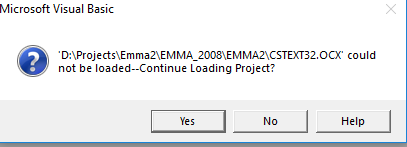 Microsoft Visual Basic
'D:\Projects\Emma2\EMMA_2008\EMMA2\CSTEXT32.OCX' could
not be loaded--Continue Loading Project?
Yes
No
Help